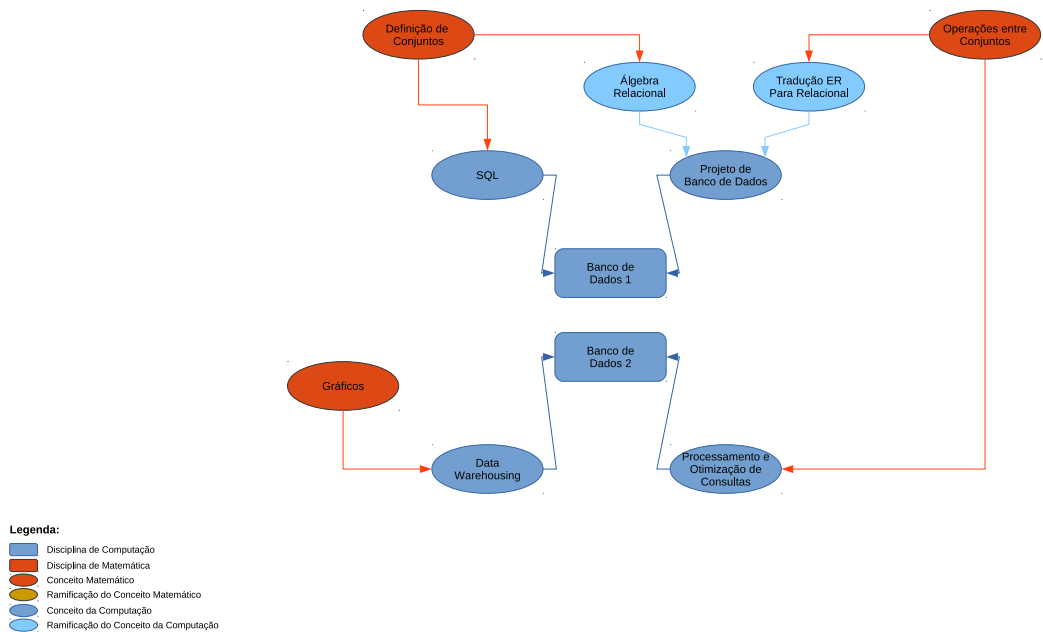 Definição de
Conjuntos
Operações entre
Conjuntos
Álgebra
Relacional
Tradução ER
Para Relacional
SQL
Projeto de
Banco de Dados
Banco de
Dados 1
Banco de
Dados 2
Gráficos
Data
Warehousing
Processamento e
Otimização de
Consultas
Legenda:
Disciplina de Computação
Disciplina de Matemática
Conceito Matemático
Ramificação do Conceito Matemático
Conceito da Computação
Ramificação do Conceito da Computação